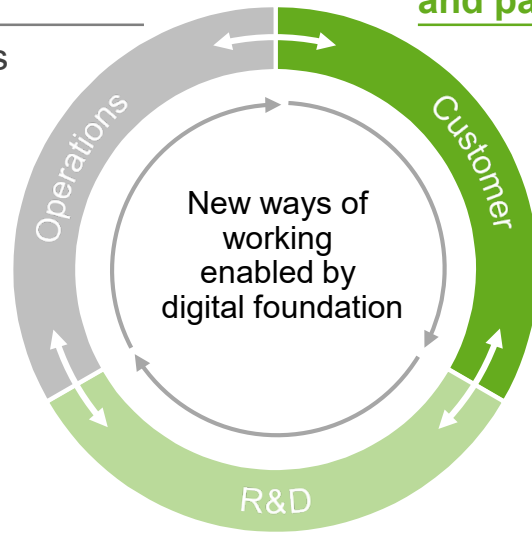 and pa
s
Operations
Customer
New ways of
working
enabled by
digital foundation
R&D